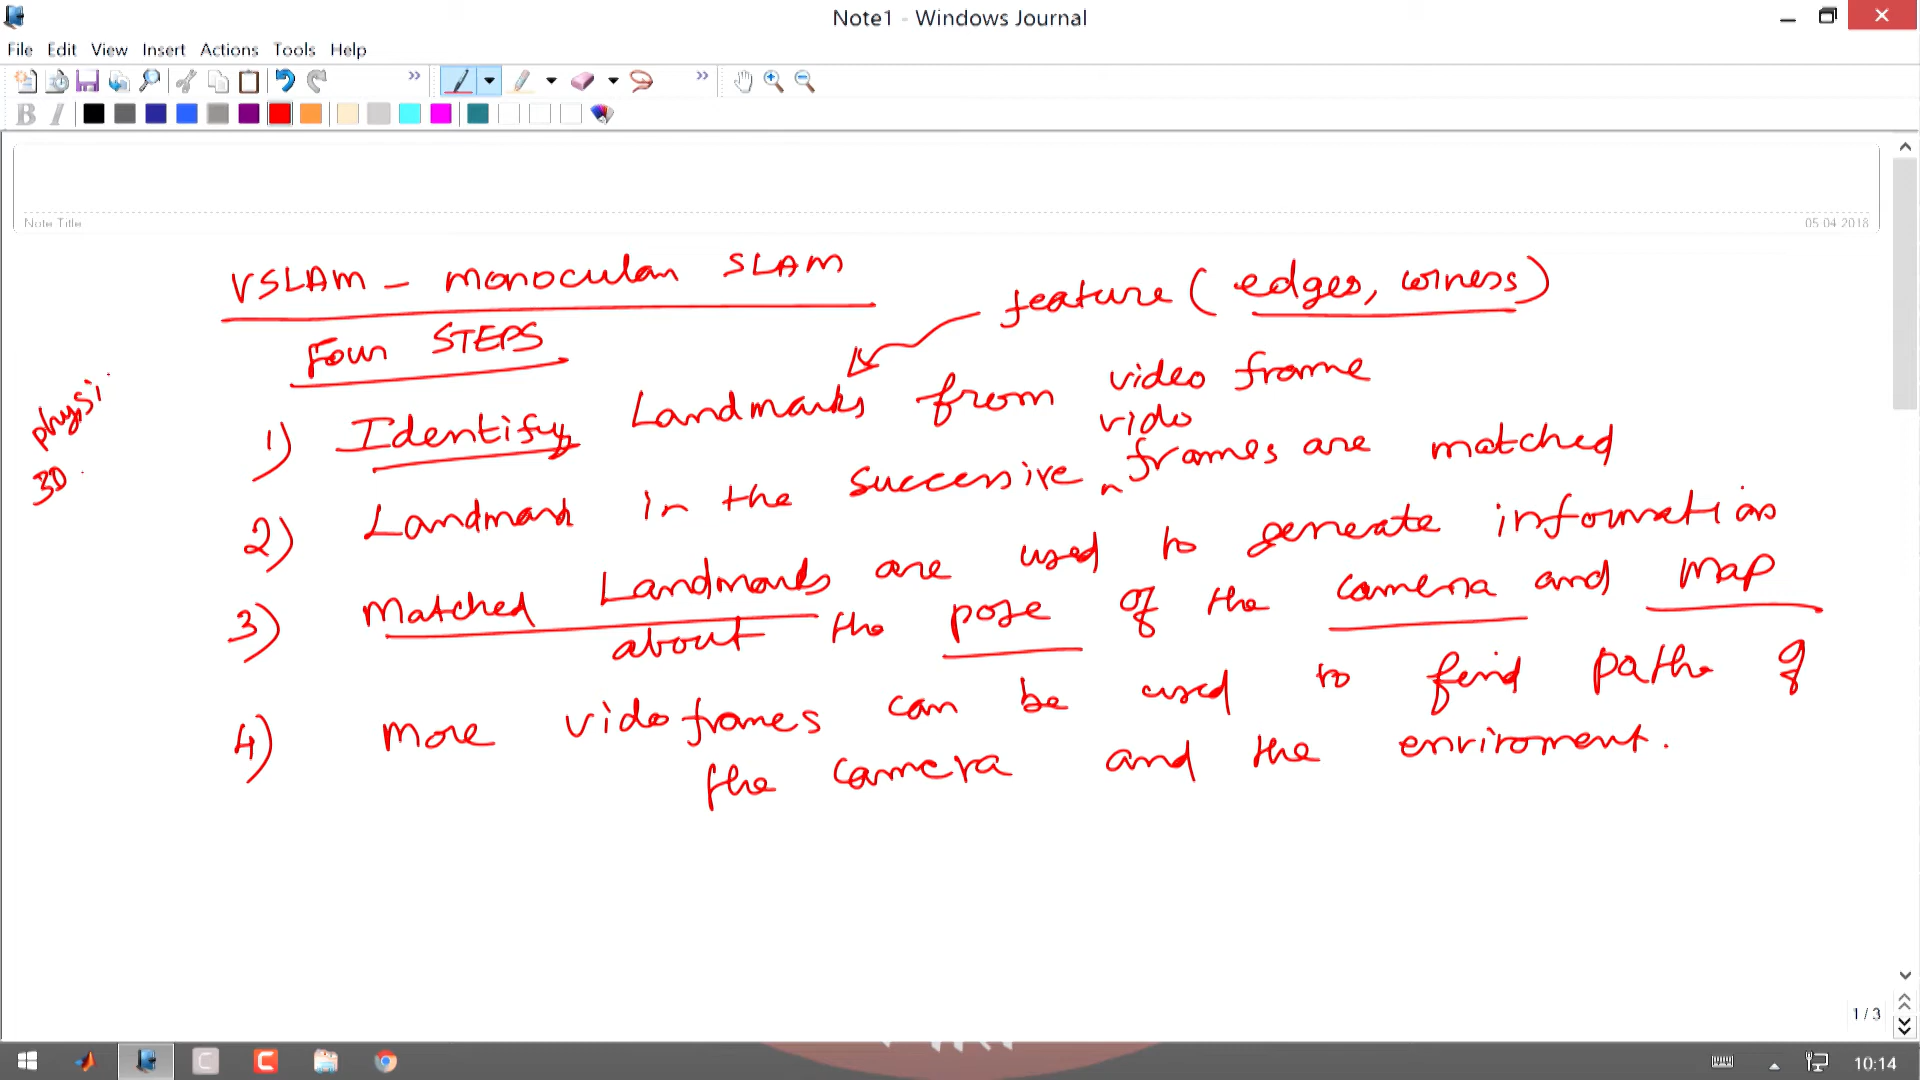 Note1 - Windows Journal
File Edit View Insert Actions Tools Help
B I
Note Title
05-04-2018
VSLAM - monocular SLAM
feature (edges, corness)
Four STEPS
1) Identify Landmarks from video frame
vido
2) Landmark in the successive frames are matched
3) Matched Landmarks are used to generate information
about the pose of the camera and map
4) more video frames can be used to find paths of
the camera and the enviroment.
physi
3D
1 / 3
10:14